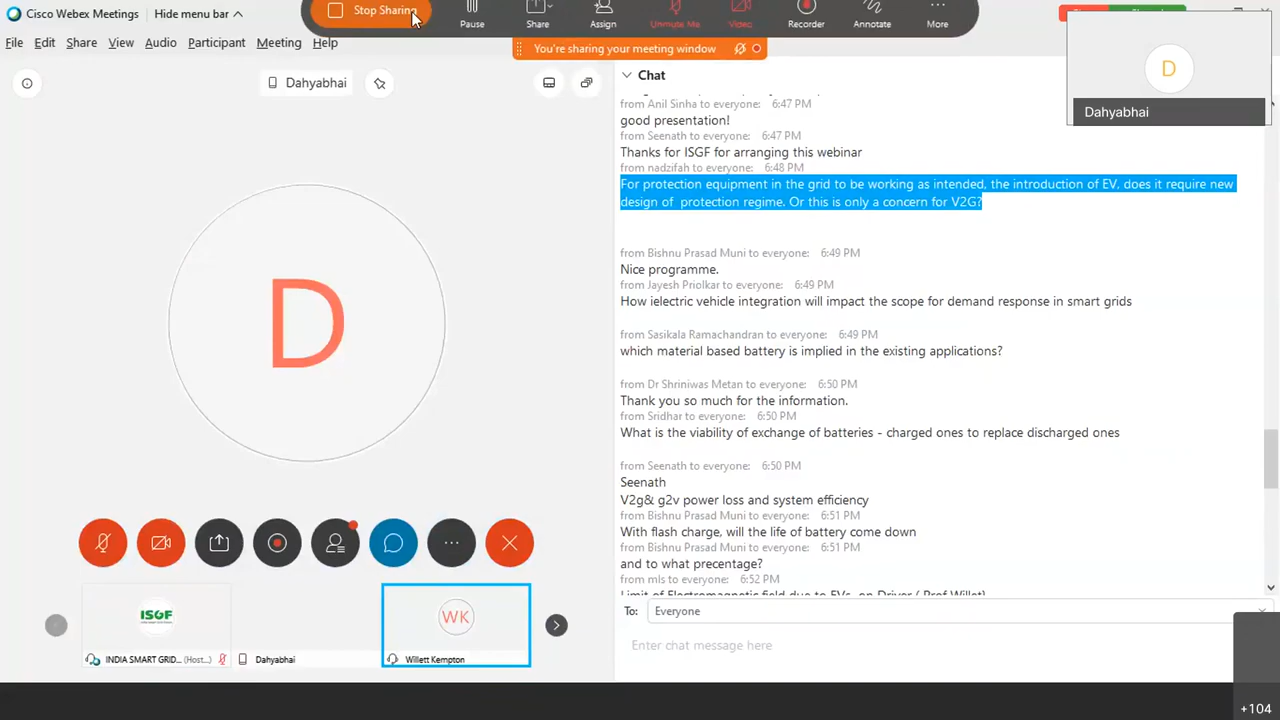 Cisco Webex Meetings
Hide menu bar
Stop Sharing
Pause
Share
Assign
Unmute Me
Video
Recorder
Annotate
More
File Edit Share View Audio Participant Meeting Help
You're sharing your meeting window
Dahyabhai
D
D
Dahyabhai
Chat
from Anil Sinha to everyone: 6:47 PM
good presentation!
from Seenath to everyone: 6:47 PM
Thanks for ISGF for arranging this webinar
from nadzifah to everyone: 6:48 PM
For protection equipment in the grid to be working as intended, the introduction of EV, does it require new
design of protection regime. Or this is only a concern for V2G?
from Bishnu Prasad Muni to everyone: 6:49 PM
Nice programme.
from Jayesh Priolkar to everyone: 6:49 PM
How ielectric vehicle integration will impact the scope for demand response in smart grids
from Sasikala Ramachandran to everyone: 6:49 PM
which material based battery is implied in the existing applications?
from Dr Shriniwas Metan to everyone: 6:50 PM
Thank you so much for the information.
from Sridhar to everyone: 6:50 PM
What is the viability of exchange of batteries - charged ones to replace discharged ones
from Seenath to everyone: 6:50 PM
Seenath
V2g& g2v power loss and system efficiency
from Bishnu Prasad Muni to everyone: 6:51 PM
With flash charge, will the life of battery come down
from Bishnu Prasad Muni to everyone: 6:51 PM
and to what precentage?
from mls to everyone: 6:52 PM
Limit of Electromagnetic field due to EVs on Driver ( Prof Willet)
To: Everyone
Enter chat message here
ISGF
INDIA SMART GRID... (Host...
Dahyabhai
WK
Willett Kempton
+104